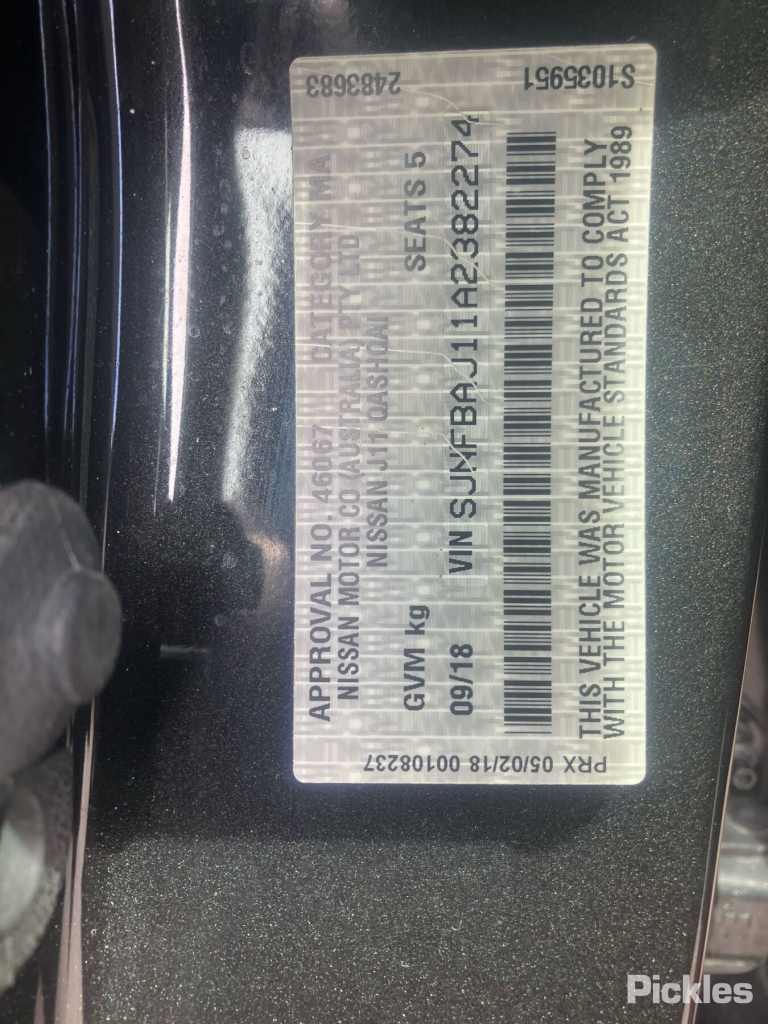 2483683
S1035951
APPROVAL NO. 46067 CATEGORY MA
NISSAN MOTOR CO (AUSTRALIA) PTY LTD
NISSAN J11 QASHQAI
GVM kg SEATS 5
09/18 VIN SJNFBAJ11A2382274
THIS VEHICLE WAS MANUFACTURED TO COMPLY
WITH THE MOTOR VEHICLE STANDARDS ACT 1989
PRX 05/02/18 00108237
Pickles